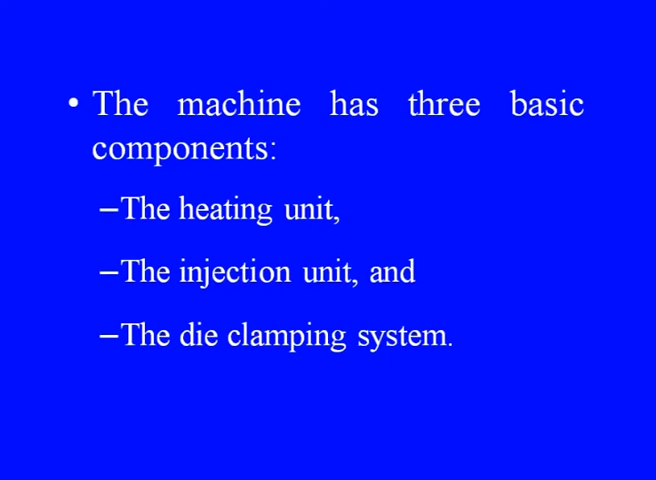 • The machine has three basic
components:
–The heating unit,
–The injection unit, and
–The die clamping system.